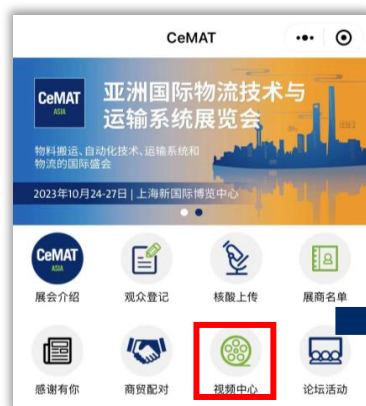 CeMAT
CeMAT
ASIA
亚洲国际物流技术与
运输系统展览会
物料搬运、自动化技术、运输系统和
物流的国际盛会
2023年10月24-27日 | 上海新国际博览中心
CeMAT
ASIA
展会介绍 观众登记 核酸上传 展商名单
感谢有你 商贸配对 视频中心 论坛活动